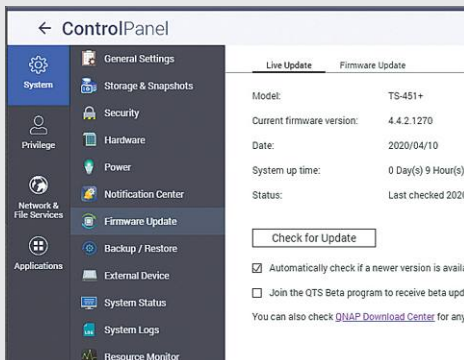 ← ControlPanel
System
Privilege
Network &
File Services
Applications
General Settings
Storage & Snapshots
Security
Hardware
Power
Notification Center
Firmware Update
Backup / Restore
External Device
System Status
System Logs
Resource Monitor
Live Update Firmware Update
Model: TS-451+
Current firmware version: 4.4.2.1270
Date: 2020/04/10
System up time: 0 Day(s) 9 Hour(s)
Status: Last checked 202
Check for Update
Automatically check if a newer version is avail
Join the QTS Beta program to receive beta upd
You can also check QNAP Download Center for any